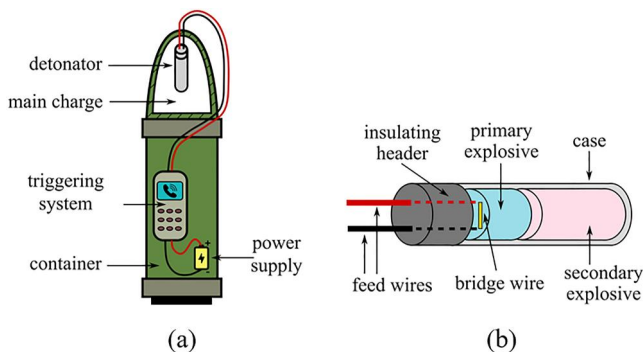 detonator
main charge
triggering
system
container
power
supply
+
-
(a)
insulating
header
primary
explosive
case
feed wires
bridge wire
secondary
explosive
(b)